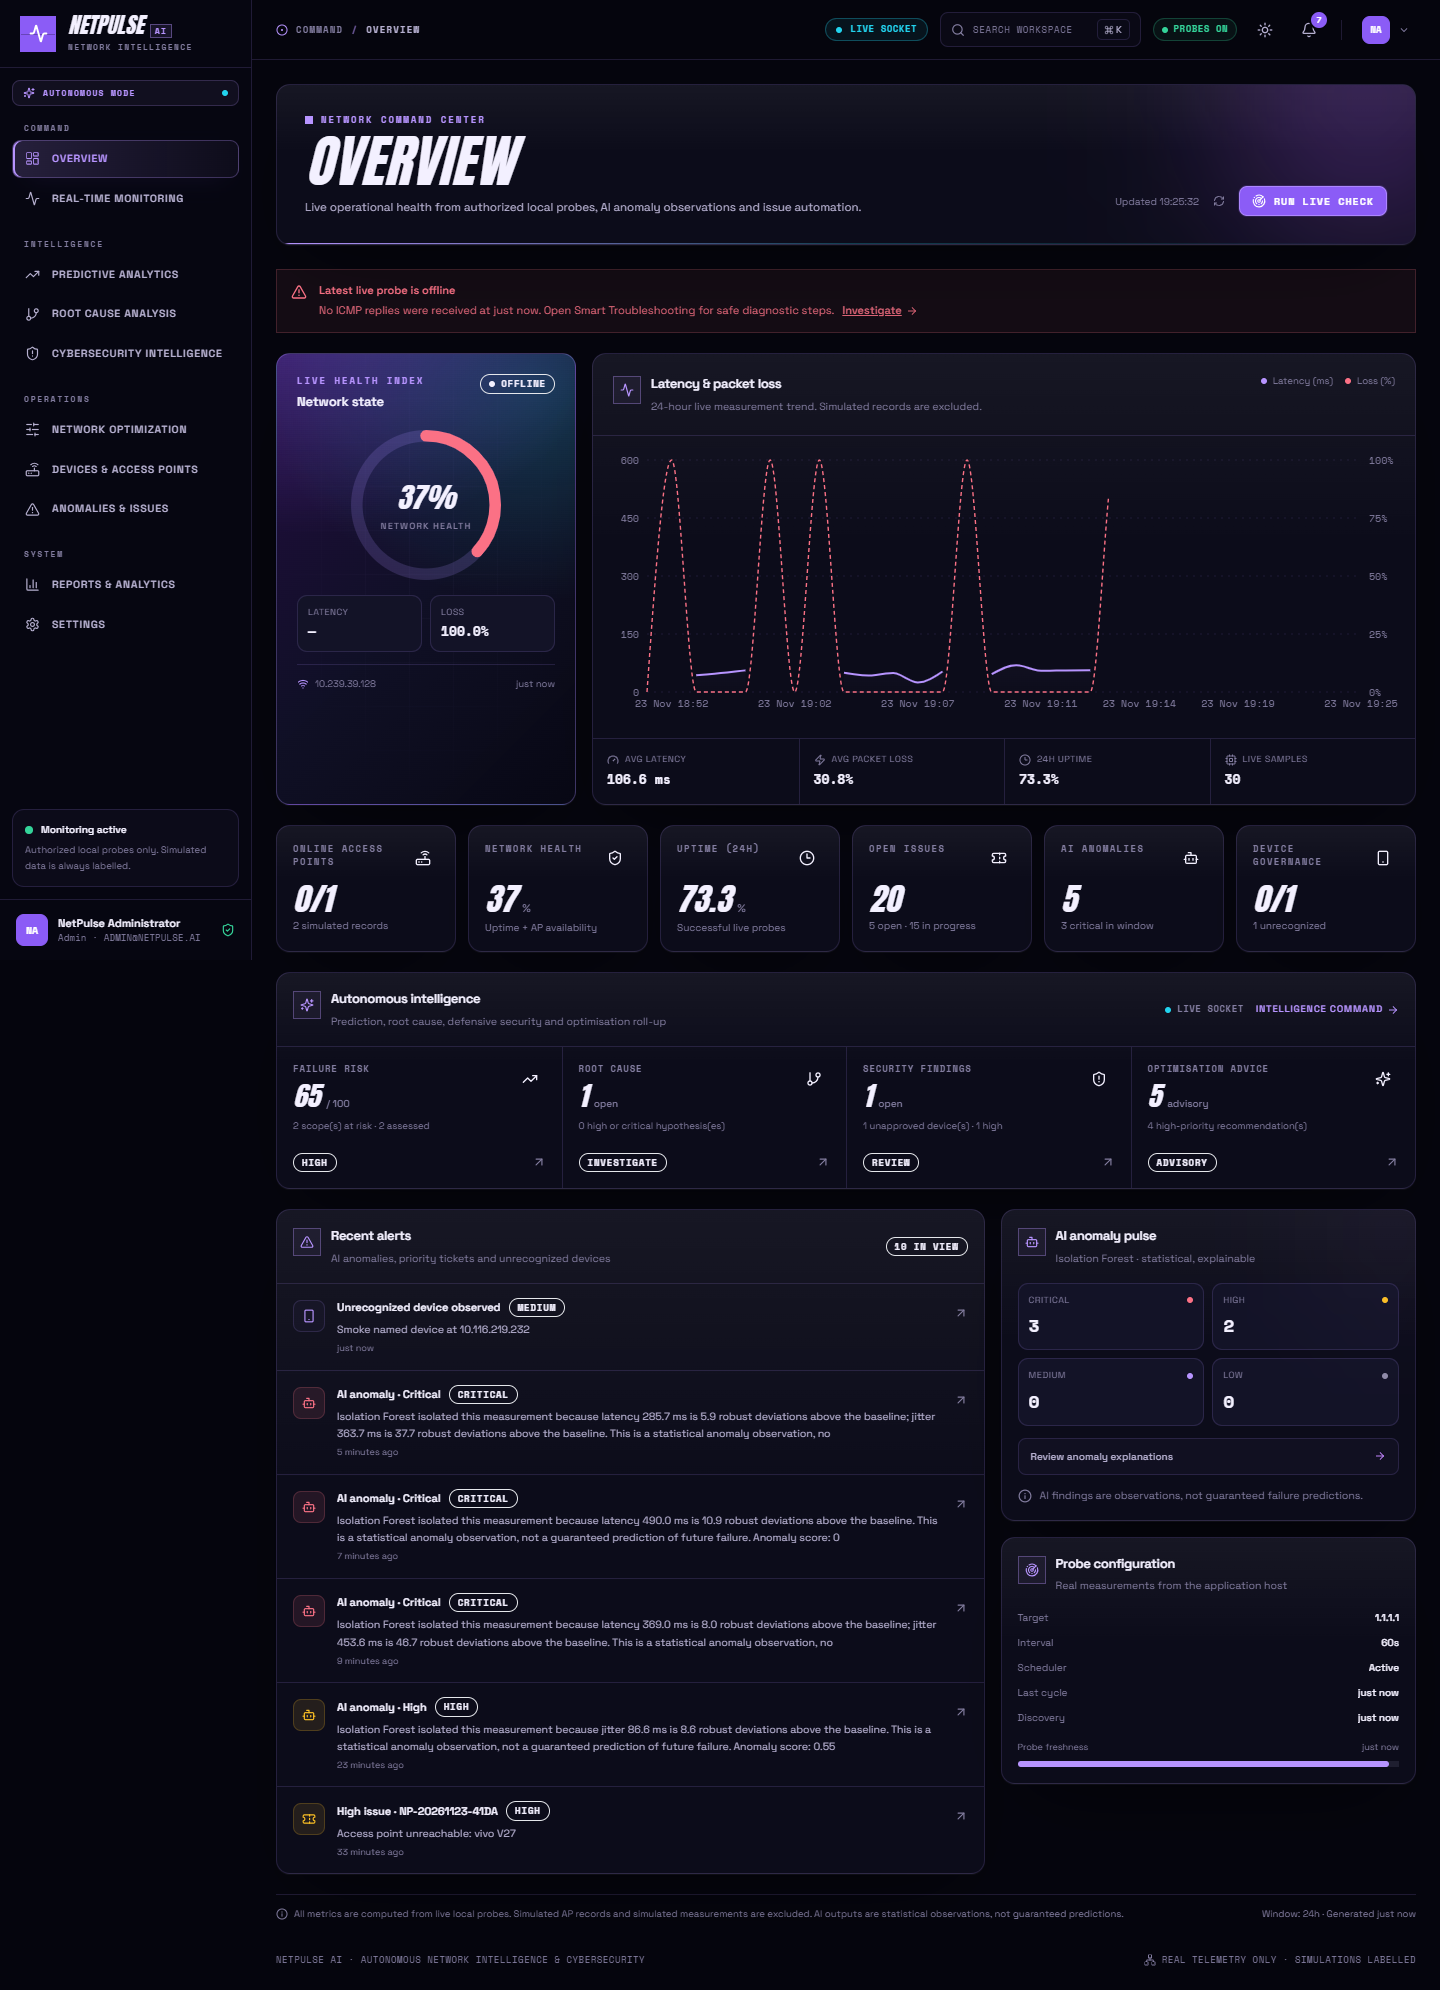 NETPULSE AI
NETWORK INTELLIGENCE
AUTONOMOUS MODE
COMMAND
OVERVIEW
REAL-TIME MONITORING
INTELLIGENCE
PREDICTIVE ANALYTICS
ROOT CAUSE ANALYSIS
CYBERSECURITY INTELLIGENCE
OPERATIONS
NETWORK OPTIMIZATION
DEVICES & ACCESS POINTS
ANOMALIES & ISSUES
SYSTEM
REPORTS & ANALYTICS
SETTINGS
Monitoring active
Authorized local probes only. Simulated
data is always labelled.
NA
NetPulse Administrator
Admin · ADMIN@NETPULSE.AI
COMMAND / OVERVIEW
LIVE SOCKET
SEARCH WORKSPACE
⌘K
PROBES ON
7
NA
NETWORK COMMAND CENTER
OVERVIEW
Live operational health from authorized local probes, AI anomaly observations and issue automation.
Updated 19:25:32
RUN LIVE CHECK
Latest live probe is offline
No ICMP replies were received at just now. Open Smart Troubleshooting for safe diagnostic steps. Investigate →
LIVE HEALTH INDEX
OFFLINE
Network state
37%
NETWORK HEALTH
LATENCY
—
LOSS
100.0%
10.239.39.128
just now
Latency & packet loss
24-hour live measurement trend. Simulated records are excluded.
Latency (ms)
Loss (%)
600
450
300
150
0
100%
75%
50%
25%
0%
23 Nov 18:52
23 Nov 19:02
23 Nov 19:07
23 Nov 19:11
23 Nov 19:14
23 Nov 19:19
23 Nov 19:25
AVG LATENCY
106.6 ms
AVG PACKET LOSS
30.8%
24H UPTIME
73.3%
LIVE SAMPLES
30
ONLINE ACCESS
POINTS
0/1
2 simulated records
NETWORK HEALTH
37 %
Uptime + AP availability
UPTIME (24H)
73.3 %
Successful live probes
OPEN ISSUES
20
5 open · 15 in progress
AI ANOMALIES
5
3 critical in window
DEVICE
GOVERNANCE
0/1
1 unrecognized
Autonomous intelligence
Prediction, root cause, defensive security and optimisation roll-up
LIVE SOCKET
INTELLIGENCE COMMAND →
FAILURE RISK
65 / 100
2 scope(s) at risk · 2 assessed
HIGH
ROOT CAUSE
1 open
0 high or critical hypothesis(es)
INVESTIGATE
SECURITY FINDINGS
1 open
1 unapproved device(s) · 1 high
REVIEW
OPTIMISATION ADVICE
5 advisory
4 high-priority recommendation(s)
ADVISORY
Recent alerts
AI anomalies, priority tickets and unrecognized devices
10 IN VIEW
Unrecognized device observed MEDIUM
Smoke named device at 10.116.219.232
just now
AI anomaly · Critical CRITICAL
Isolation Forest isolated this measurement because latency 285.7 ms is 5.9 robust deviations above the baseline; jitter
363.7 ms is 37.7 robust deviations above the baseline. This is a statistical anomaly observation, no
5 minutes ago
AI anomaly · Critical CRITICAL
Isolation Forest isolated this measurement because latency 490.0 ms is 10.9 robust deviations above the baseline. This
is a statistical anomaly observation, not a guaranteed prediction of future failure. Anomaly score: 0
7 minutes ago
AI anomaly · Critical CRITICAL
Isolation Forest isolated this measurement because latency 369.0 ms is 8.0 robust deviations above the baseline; jitter
453.6 ms is 46.7 robust deviations above the baseline. This is a statistical anomaly observation, no
9 minutes ago
AI anomaly · High HIGH
Isolation Forest isolated this measurement because jitter 86.6 ms is 8.6 robust deviations above the baseline. This is a
statistical anomaly observation, not a guaranteed prediction of future failure. Anomaly score: 0.55
23 minutes ago
High issue · NP-20261123-41DA HIGH
Access point unreachable: vivo V27
33 minutes ago
AI anomaly pulse
Isolation Forest · statistical, explainable
CRITICAL
3
HIGH
2
MEDIUM
0
LOW
0
Review anomaly explanations →
AI findings are observations, not guaranteed failure predictions.
Probe configuration
Real measurements from the application host
Target 1.1.1.1
Interval 60s
Scheduler Active
Last cycle just now
Discovery just now
Probe freshness just now
All metrics are computed from live local probes. Simulated AP records and simulated measurements are excluded. AI outputs are statistical observations, not guaranteed predictions.
Window: 24h · Generated just now
NETPULSE AI · AUTONOMOUS NETWORK INTELLIGENCE & CYBERSECURITY
REAL TELEMETRY ONLY · SIMULATIONS LABELLED